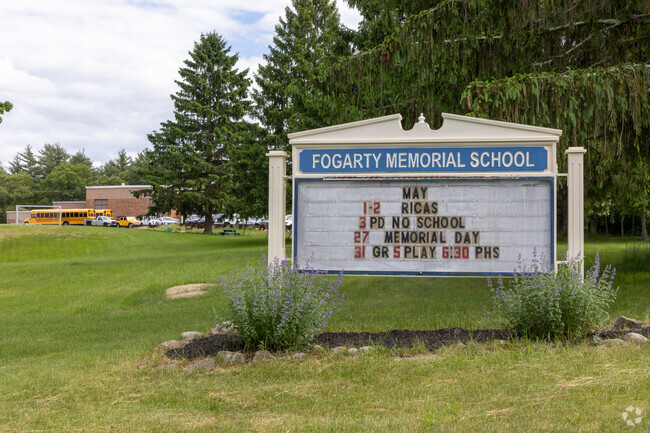 FOGARTY MEMORIAL SCHOOL
MAY
1-2 RICAS
3 PD NO SCHOOL
27 MEMORIAL DAY
31 GR 5 PLAY 6:30 PHS